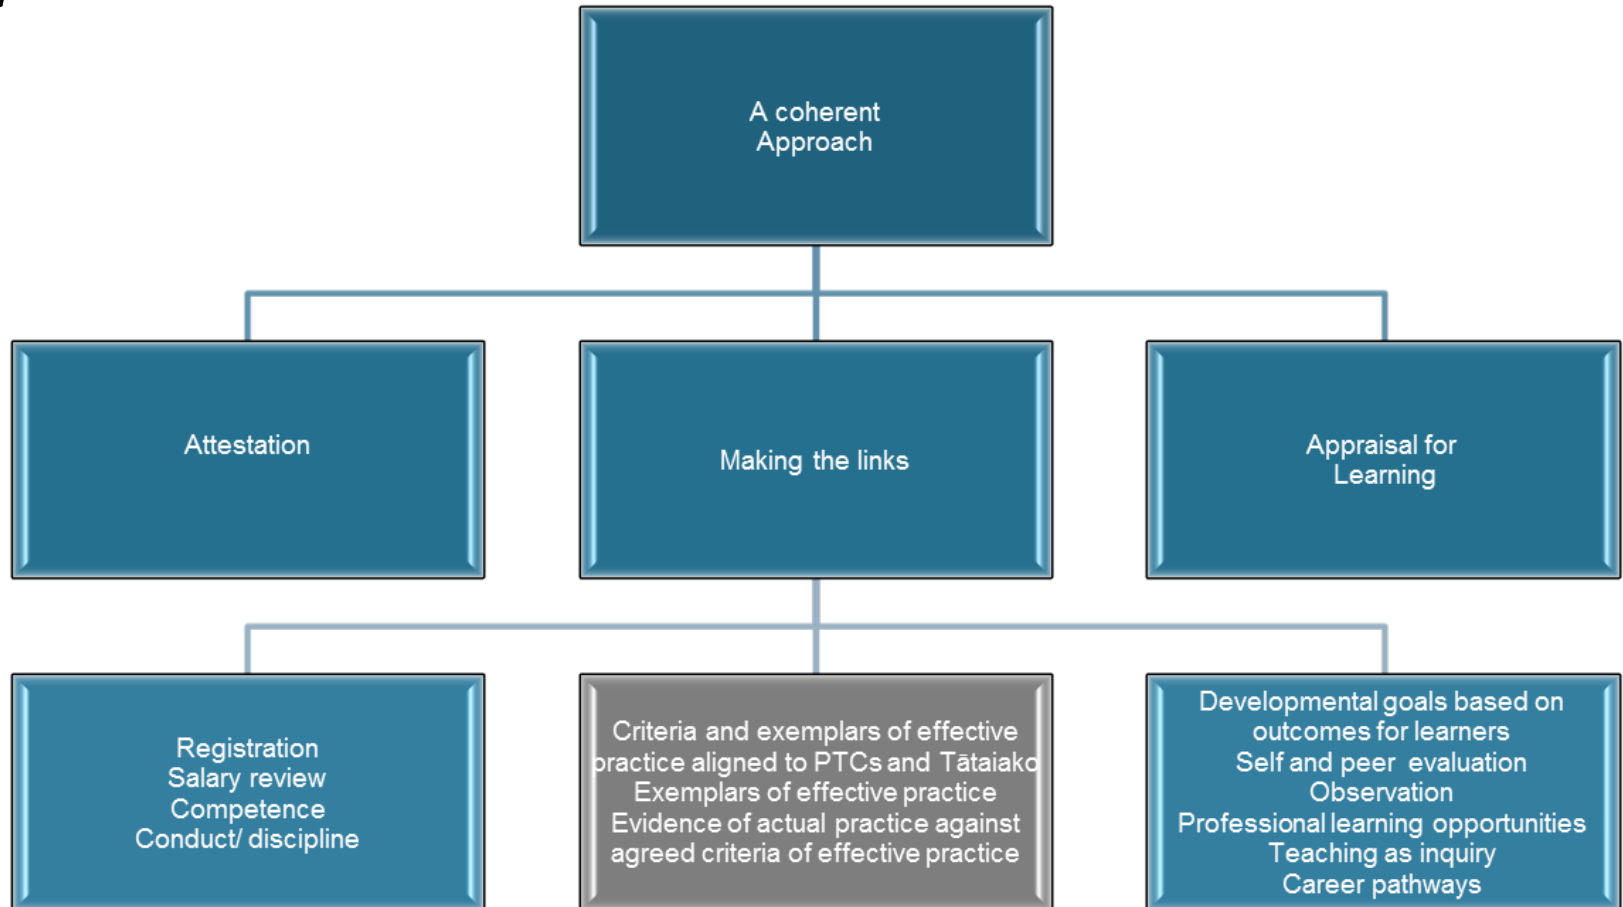 A coherent
Approach
Attestation
Making the links
Appraisal for
Learning
Registration
Salary review
Competence
Conduct/ discipline
Criteria and exemplars of effective
practice aligned to PTCs and Tātaiako
Exemplars of effective practice
Evidence of actual practice against
agreed criteria of effective practice
Developmental goals based on
outcomes for learners
Self and peer evaluation
Observation
Professional learning opportunities
Teaching as inquiry
Career pathways